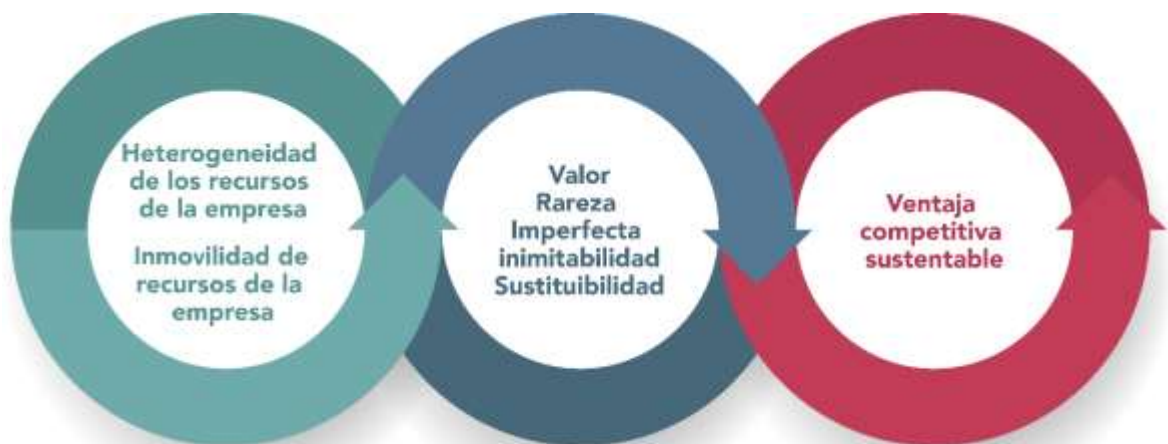 Heterogeneidad
de los recursos
de la empresa
Inmovilidad de
recursos de la
empresa
Valor
Rareza
Imperfecta
inimitabilidad
Sustituibilidad
Ventaja
competitiva
sustentable